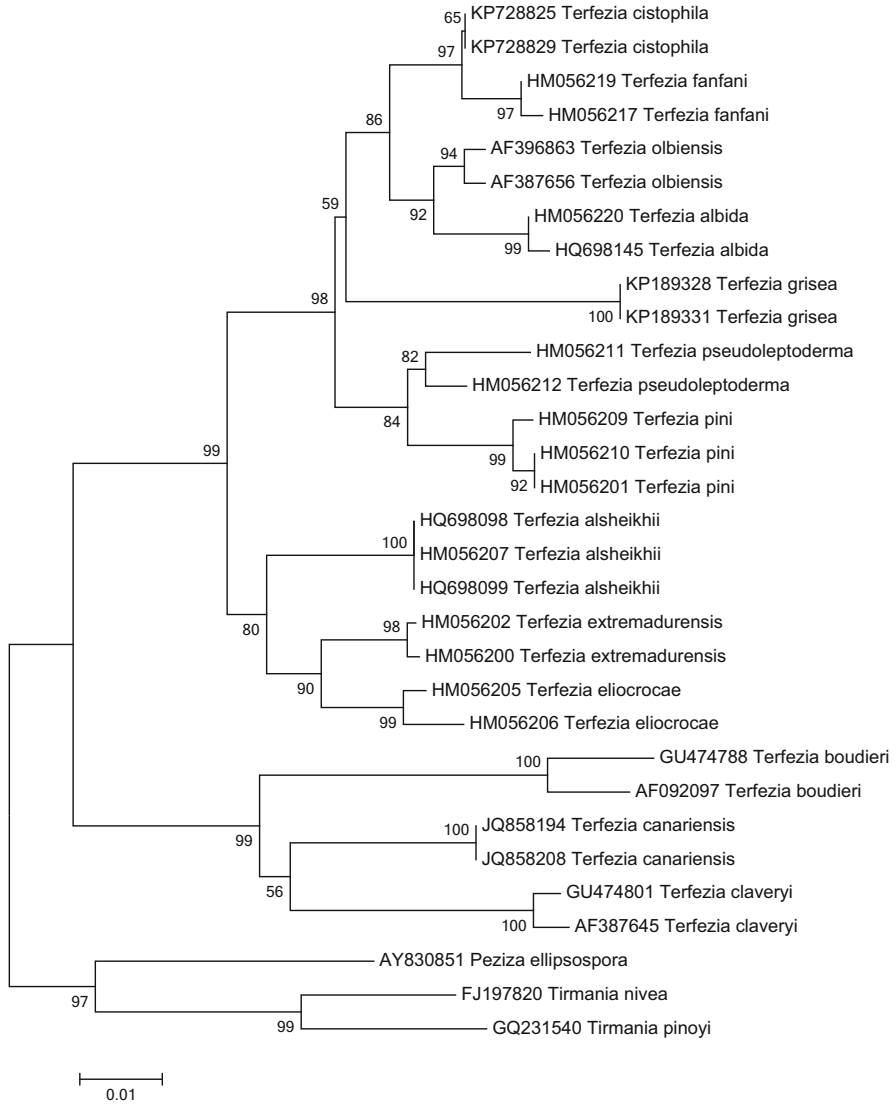 65
KP728825 Terfezia cistophila
KP728829 Terfezia cistophila
97
HM056219 Terfezia fanfani
97
HM056217 Terfezia fanfani
86
AF396863 Terfezia olbiensis
94
AF387656 Terfezia olbiensis
92
59
HM056220 Terfezia albida
99
HQ698145 Terfezia albida
KP189328 Terfezia grisea
100
KP189331 Terfezia grisea
98
HM056211 Terfezia pseudoleptoderma
82
HM056212 Terfezia pseudoleptoderma
84
HM056209 Terfezia pini
99
HM056210 Terfezia pini
92
HM056201 Terfezia pini
99
HQ698098 Terfezia alsheikhii
100
HM056207 Terfezia alsheikhii
HQ698099 Terfezia alsheikhii
80
HM056202 Terfezia extremadurensis
98
HM056200 Terfezia extremadurensis
90
HM056205 Terfezia eliocrocae
99
HM056206 Terfezia eliocrocae
GU474788 Terfezia boudieri
100
AF092097 Terfezia boudieri
99
JQ858194 Terfezia canariensis
100
JQ858208 Terfezia canariensis
56
GU474801 Terfezia claveryi
100
AF387645 Terfezia claveryi
AY830851 Peziza ellipsospora
97
FJ197820 Tirmania nivea
99
GQ231540 Tirmania pinoyi
0.01